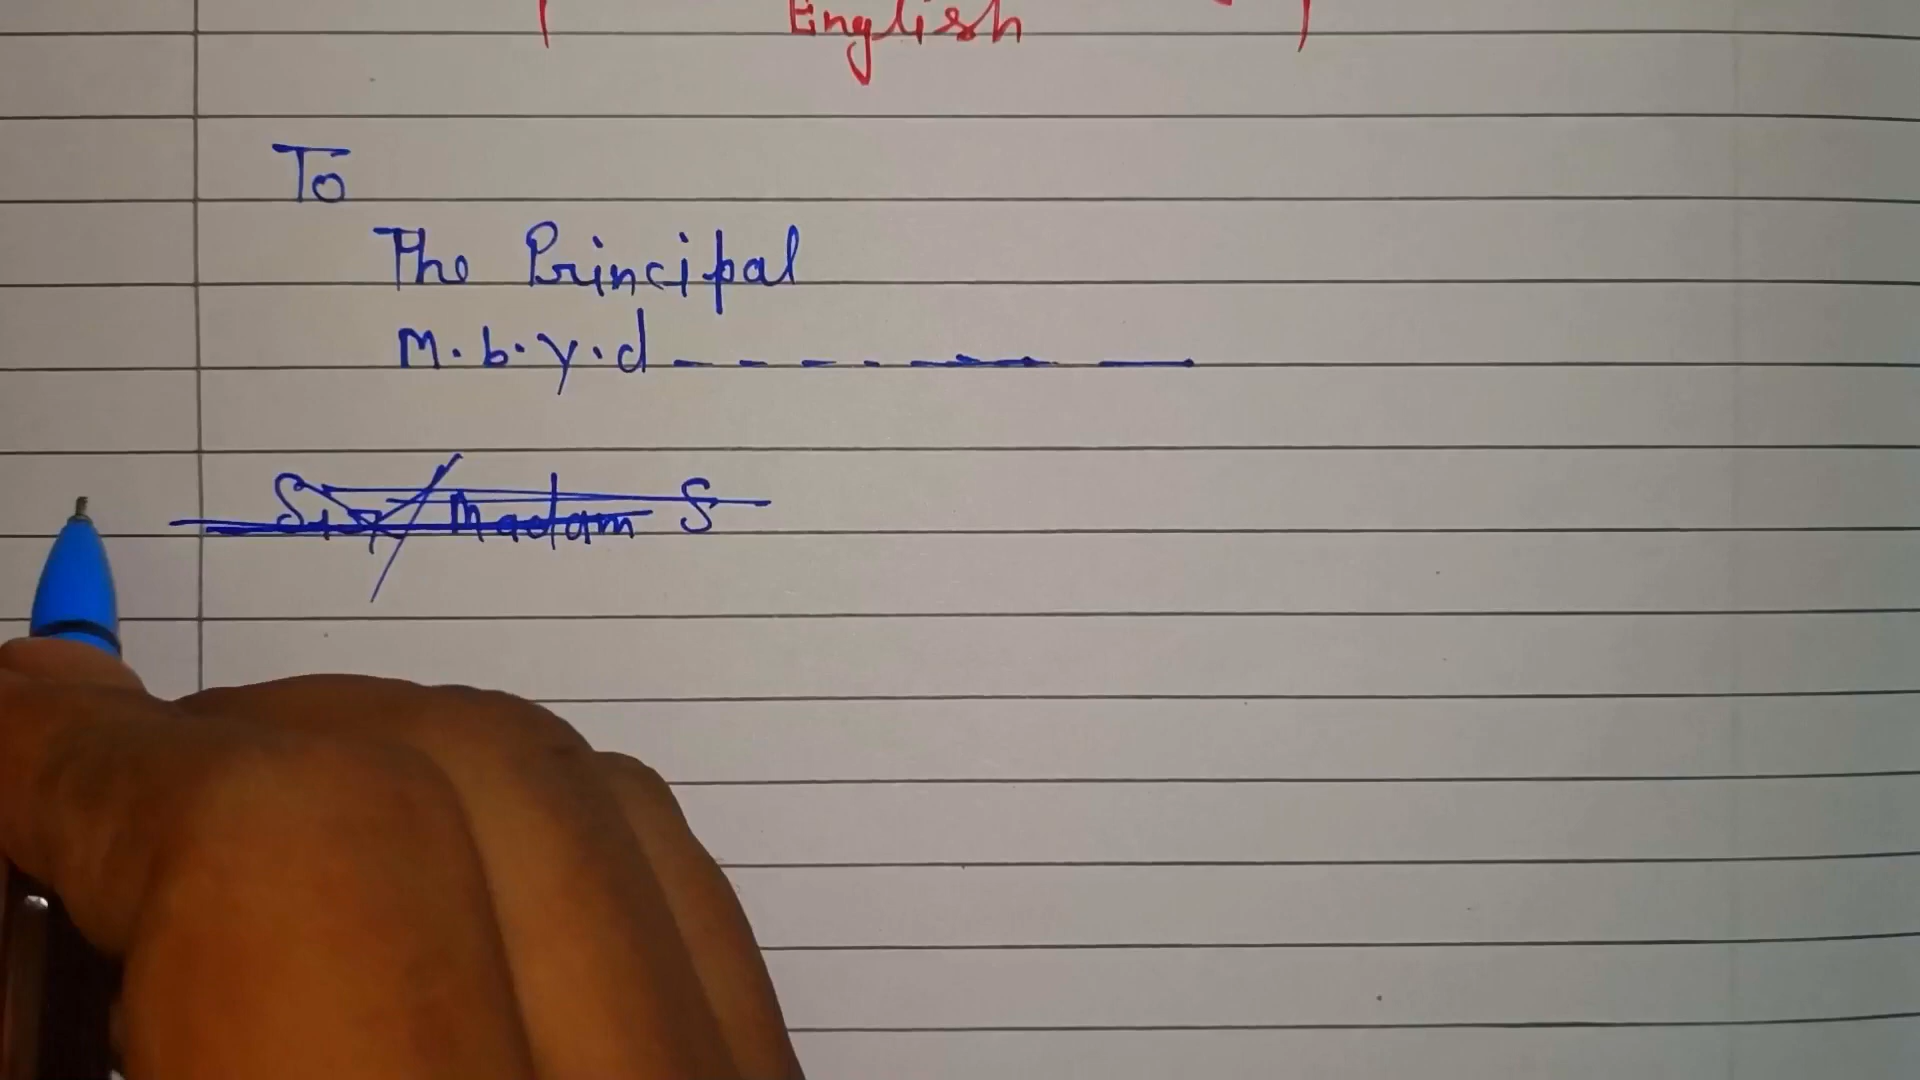 English
To
The Principal
M.b.y.d
Sir/Madam S